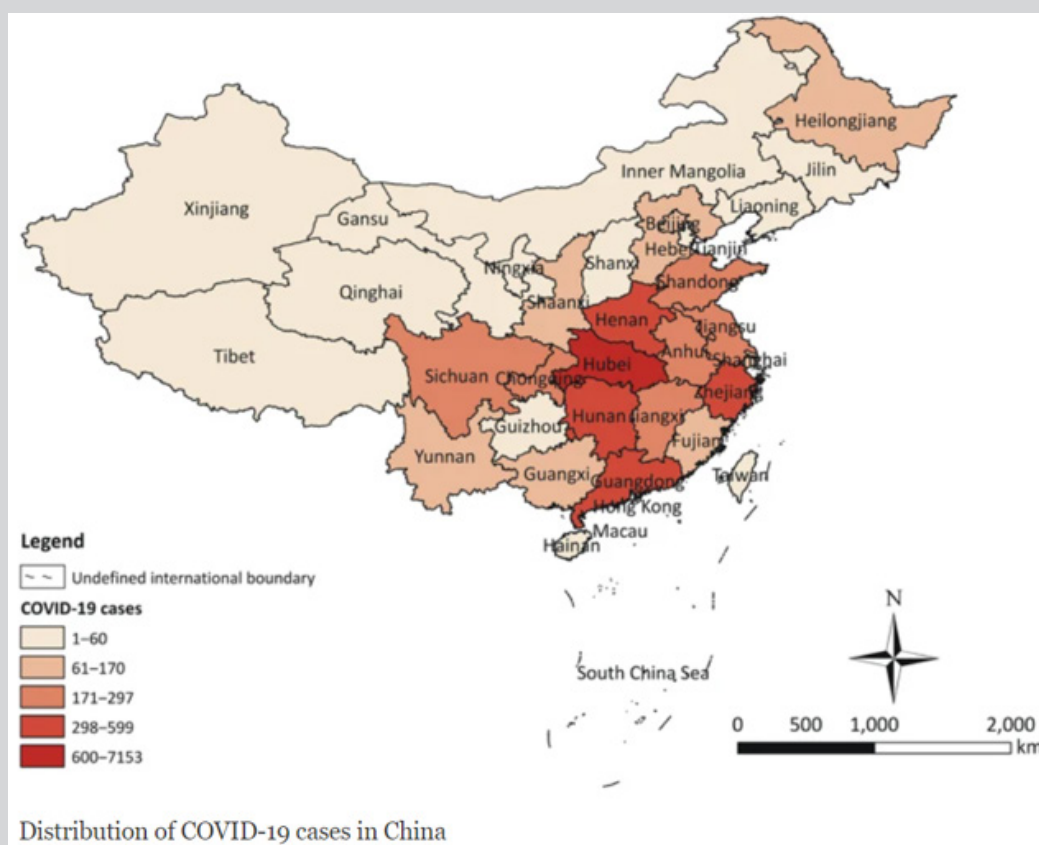 Heilongjiang
Inner Mangolia
Jilin
Xinjiang
Gansu
Liaoning
Beijing
Hebei
Tianjin
Ningxia
Shanxi
Shandong
Qinghai
Shaanxi
Henan
Jiangsu
Tibet
Anhui
Shanghai
Sichuan
Chongqing
Hubei
Zhejiang
Hunan
Jiangxi
Guizhou
Fujian
Yunnan
Guangxi
Guangdong
Taiwan
Hong Kong
Macau
Hainan
Legend
Undefined international boundary
COVID-19 cases
1–60
61–170
171–297
298–599
600–7153
South China Sea
N
0 500 1,000 2,000
km
Distribution of COVID-19 cases in China